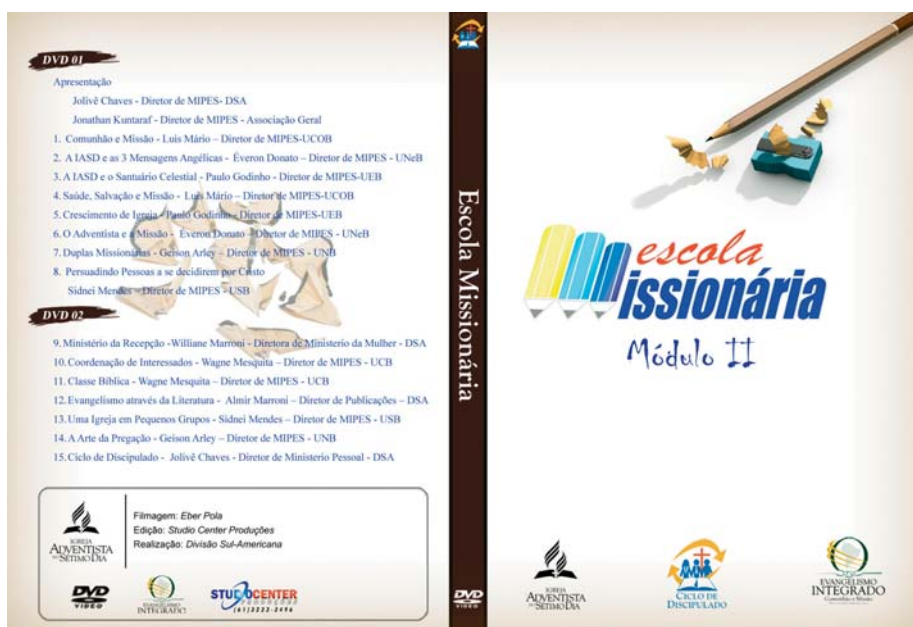 DVD 01
Apresentação
Jolivê Chaves - Diretor de MIPES- DSA
Jonathan Kuntaraf - Diretor de MIPES - Associação Geral
1. Comunhão e Missão - Luis Mário – Diretor de MIPES-UCOB
2. A IASD e as 3 Mensagens Angélicas - Éveron Donato – Diretor de MIPES - UNeB
3. A IASD e o Santuário Celestial - Paulo Godinho - Diretor de MIPES-UEB
4. Saúde, Salvação e Missão - Luis Mário – Diretor de MIPES-UCOB
5. Crescimento de Igreja - Paulo Godinho - Diretor de MIPES-UEB
6. O Adventista e a Missão - Éveron Donato – Diretor de MIPES - UNeB
7. Duplas Missionárias - Geison Arley – Diretor de MIPES - UNB
8. Persuadindo Pessoas a se decidirem por Cristo
Sidnei Mendes – Diretor de MIPES - USB
DVD 02
9. Ministério da Recepção -Williane Marroni - Diretora de Ministerio da Mulher - DSA
10. Coordenação de Interessados - Wagne Mesquita – Diretor de MIPES - UCB
11. Classe Bíblica - Wagne Mesquita – Diretor de MIPES - UCB
12. Evangelismo através da Literatura - Almir Marroni – Diretor de Publicações – DSA
13. Uma Igreja em Pequenos Grupos - Sidnei Mendes – Diretor de MIPES - USB
14. A Arte da Pregação - Geison Arley – Diretor de MIPES - UNB
15. Ciclo de Discipulado - Jolivê Chaves - Diretor de Ministerio Pessoal - DSA
IGREJA
ADVENTISTA
DO SÉTIMO DIA
Filmagem: Eber Pola
Edição: Studio Center Produções
Realização: Divisão Sul-Americana
DVD
VIDEO
EVANGELISMO
INTEGRADO
STUDIOCENTER
PRODUÇÕES
(61)3233-2496
Escola Missionária
DVD
VIDEO
escola
missionária
Módulo II
IGREJA
ADVENTISTA
DO SÉTIMO DIA
CICLO DE
DISCIPULADO
EVANGELISMO
INTEGRADO
Comunhão e Missão